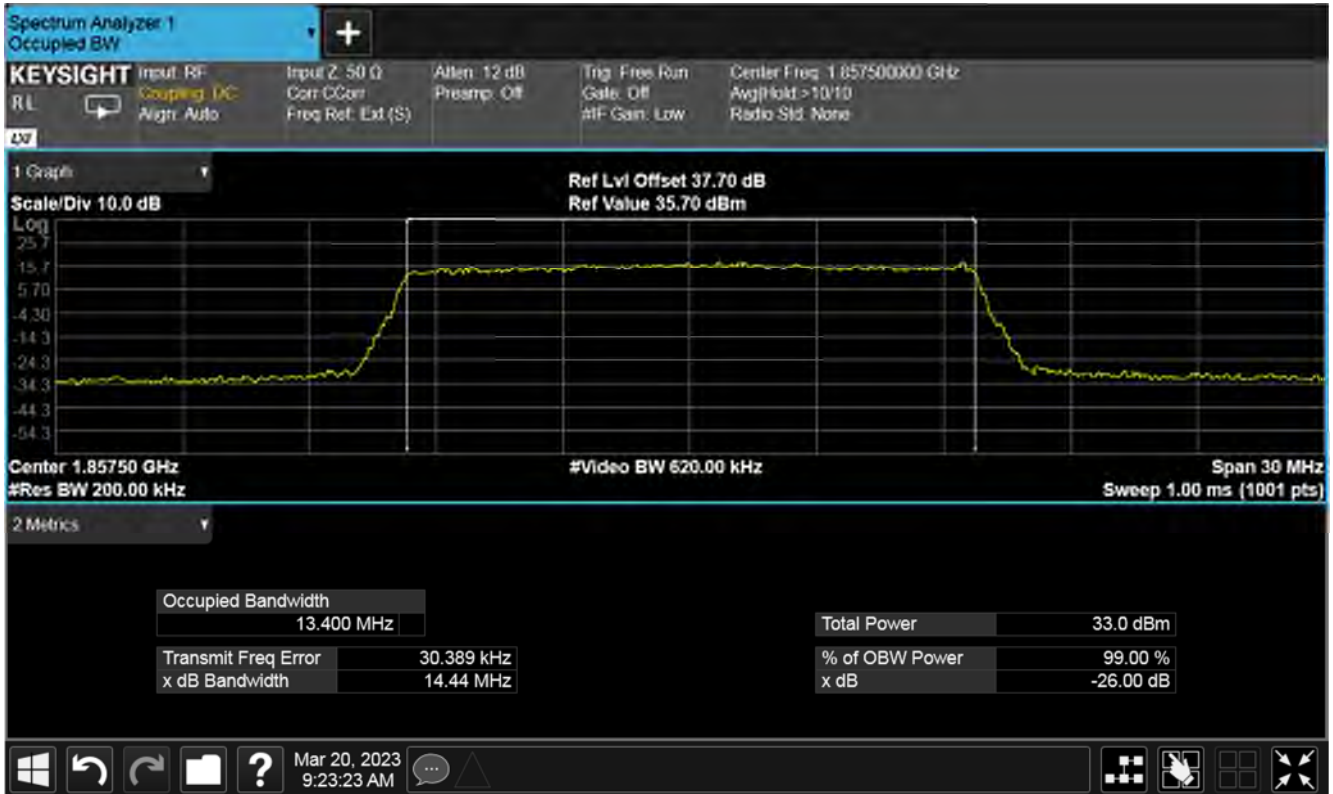 Spectrum Analyzer 1
Occupied BW
KEYSIGHT
RL
LXI
Input: RF
Coupling: DC
Align: Auto
Input Z: 50 Ω
Corr CCorr
Freq Ref: Ext (S)
Atten: 12 dB
Preamp: Off
Trig: Free Run
Gate: Off
#IF Gain: Low
Center Freq: 1.857500000 GHz
Avg|Hold:>10/10
Radio Std: None
1 Graph
Scale/Div 10.0 dB
Ref Lvl Offset 37.70 dB
Ref Value 35.70 dBm
Log
25.7
15.7
5.70
-4.30
-14.3
-24.3
-34.3
-44.3
-54.3
Center 1.85750 GHz
#Video BW 620.00 kHz
Span 30 MHz
#Res BW 200.00 kHz
Sweep 1.00 ms (1001 pts)
2 Metrics
Occupied Bandwidth
13.400 MHz
Total Power 33.0 dBm
Transmit Freq Error 30.389 kHz
% of OBW Power 99.00 %
x dB Bandwidth 14.44 MHz
x dB -26.00 dB
?
Mar 20, 2023
9:23:23 AM